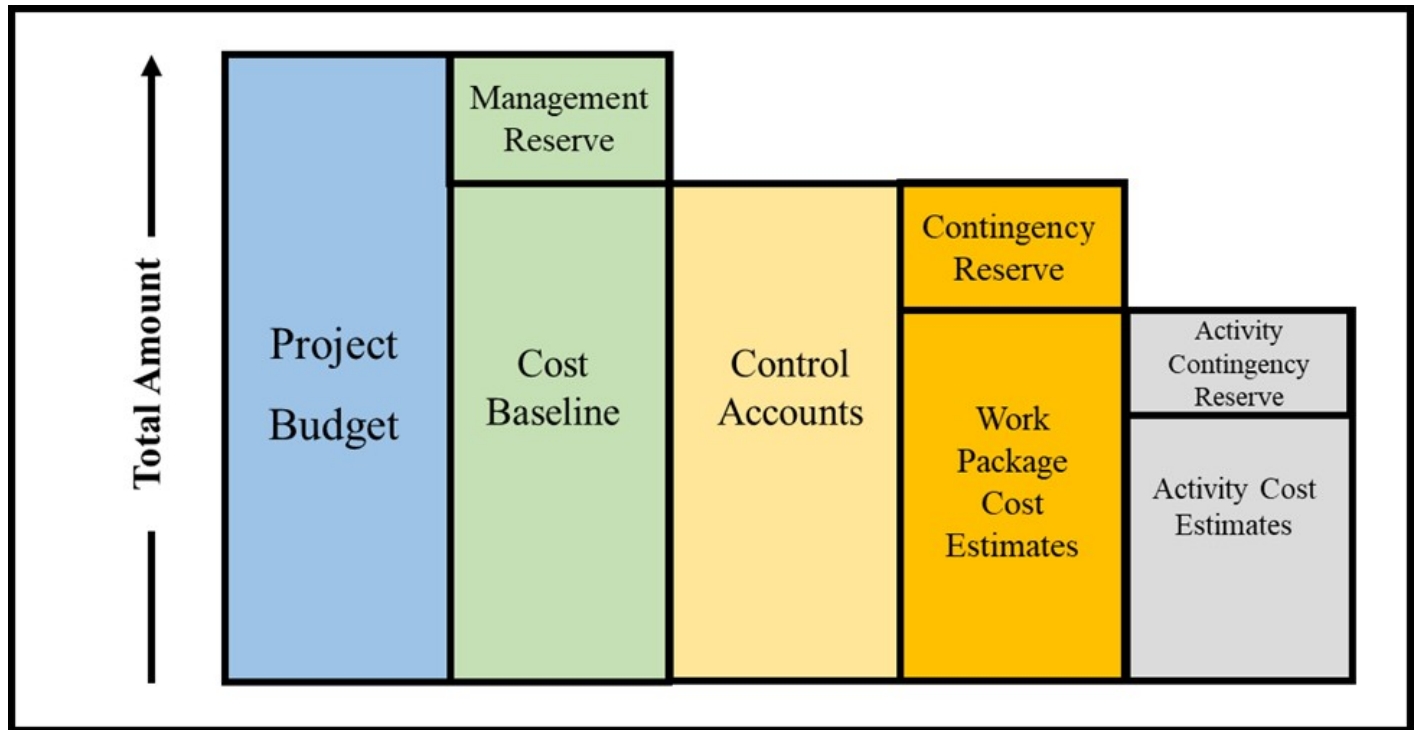 Total Amount
Project
Budget
Management
Reserve
Cost
Baseline
Control
Accounts
Contingency
Reserve
Work
Package
Cost
Estimates
Activity
Contingency
Reserve
Activity Cost
Estimates